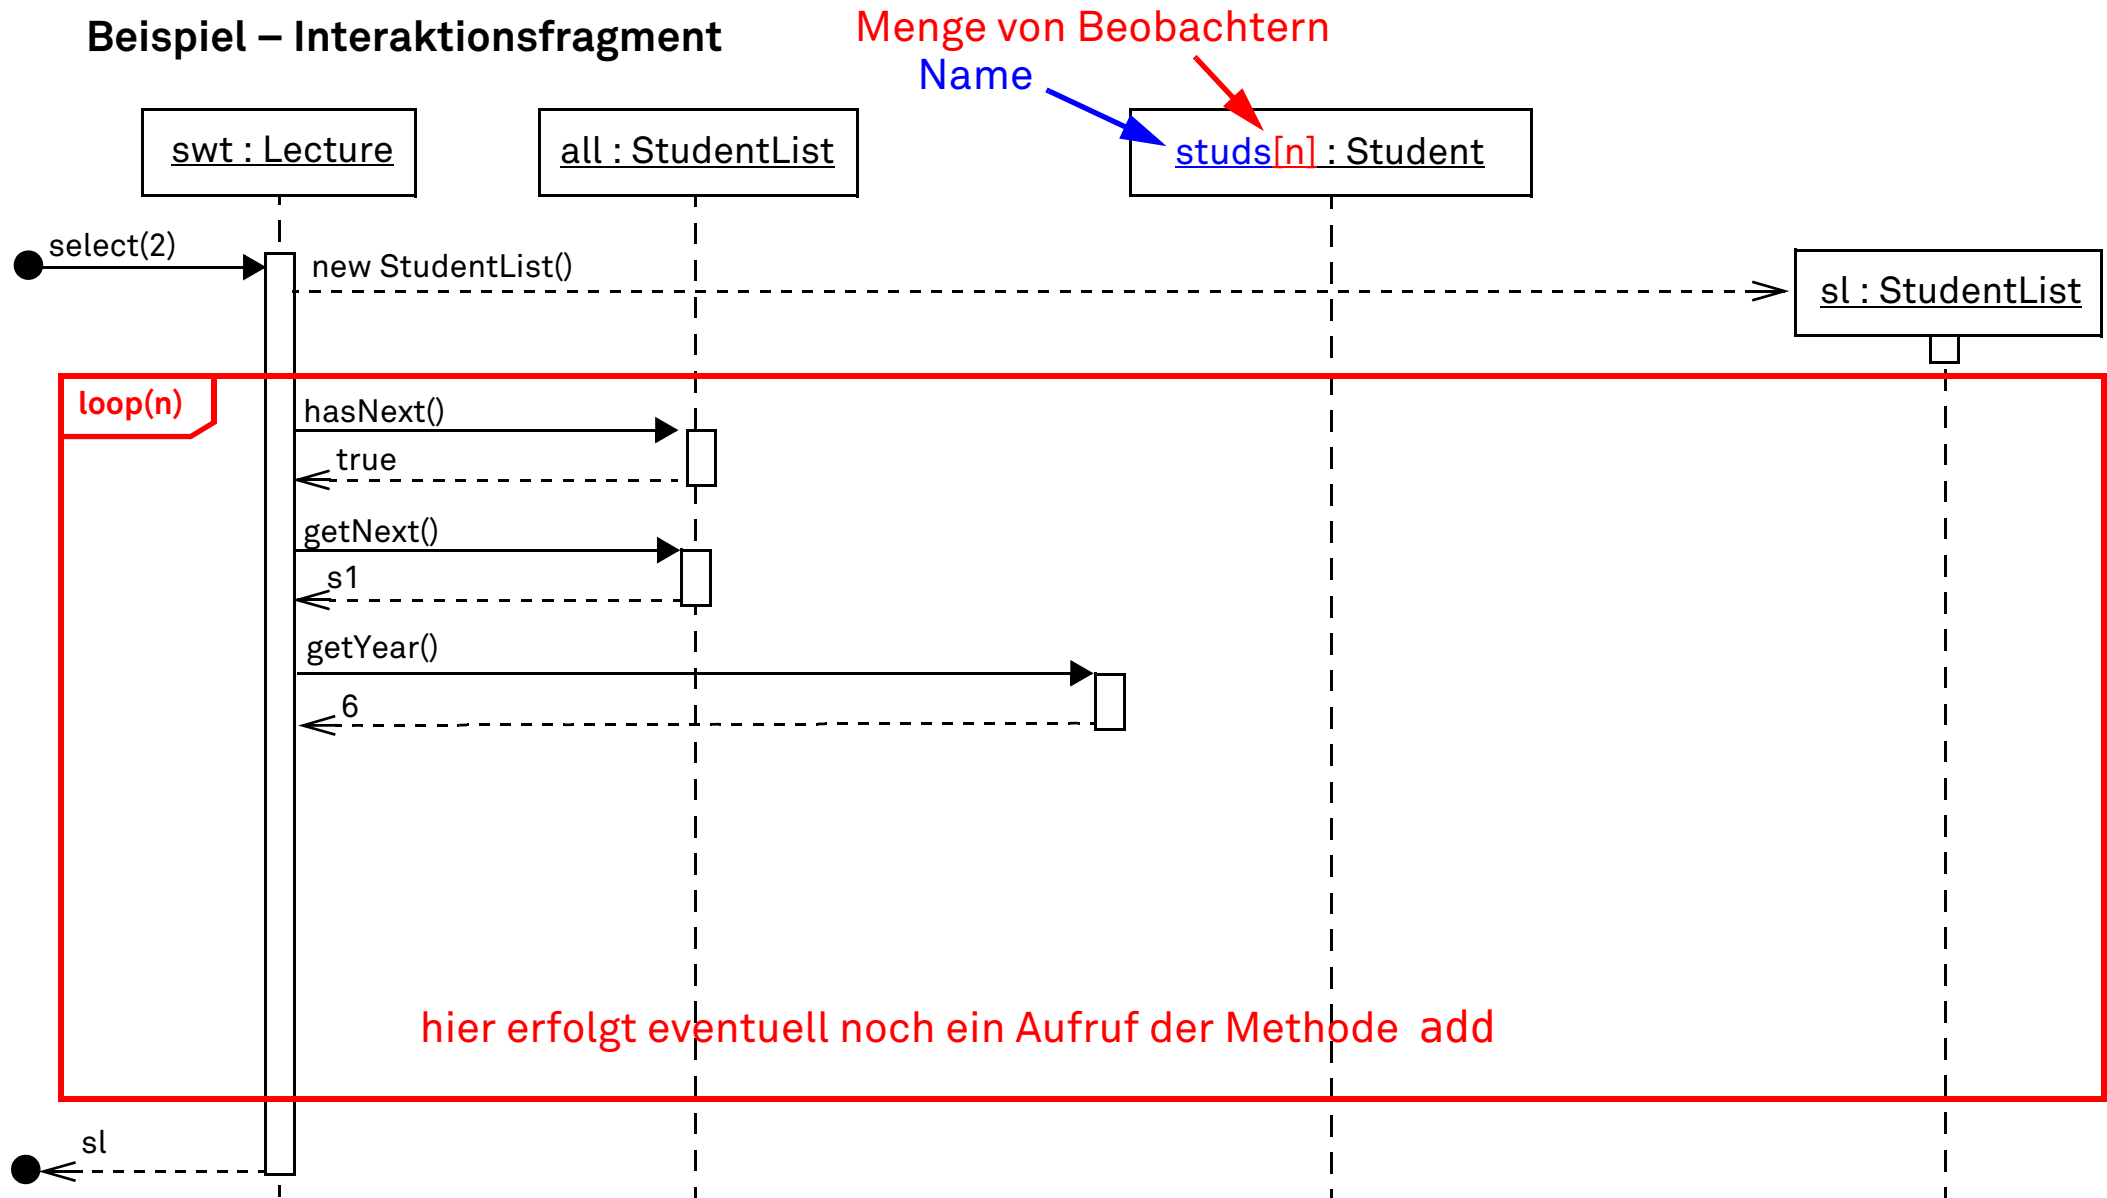 Beispiel – Interaktionsfragment
Menge von Beobachtern
Name
swt : Lecture
all : StudentList
studs[n] : Student
select(2)
new StudentList()
sl : StudentList
loop(n)
hasNext()
true
getNext()
s1
getYear()
6
hier erfolgt eventuell noch ein Aufruf der Methode add
sl